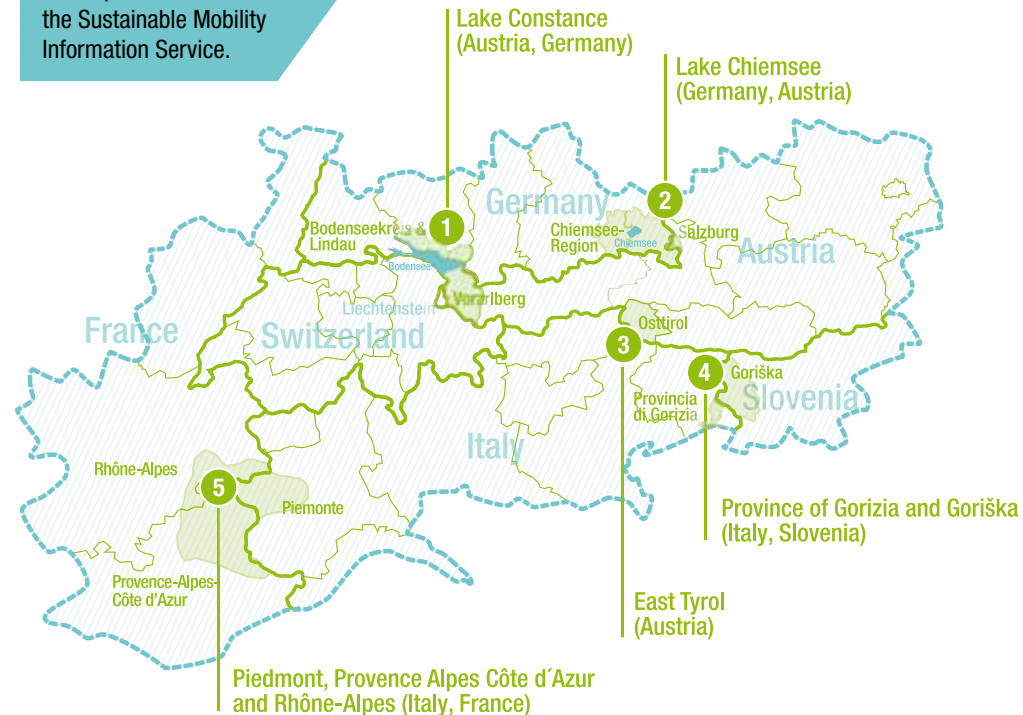 the Sustainable Mobility
Information Service.
Lake Constance
(Austria, Germany)
Lake Chiemsee
(Germany, Austria)
Germany
1
2
Bodenseekreis &
Lindau
Chiemsee-
Region
Chiemsee
Salzburg
Austria
Bodensee
Liechtenstein
Vorarlberg
France
Switzerland
Osttirol
3
4
Goriška
Provincia
di Gorizia
Slovenia
Italy
Rhône-Alpes
5
Piemonte
Province of Gorizia and Goriška
(Italy, Slovenia)
Provence-Alpes-
Côte d'Azur
East Tyrol
(Austria)
Piedmont, Provence Alpes Côte d´Azur
and Rhône-Alpes (Italy, France)